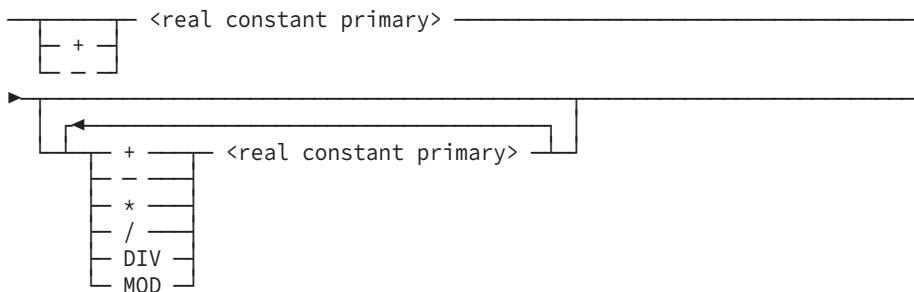 <real constant primary>
+
-
+ <real constant primary>
-
*
/
DIV
MOD